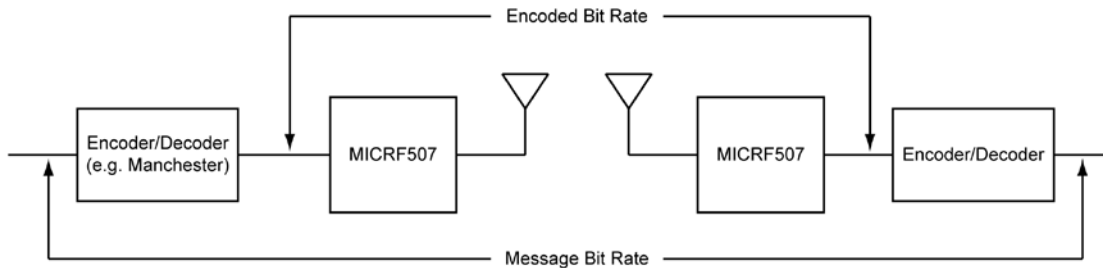 Encoded Bit Rate
Encoder/Decoder
(e.g. Manchester)
MICRF507
MICRF507
Encoder/Decoder
Message Bit Rate